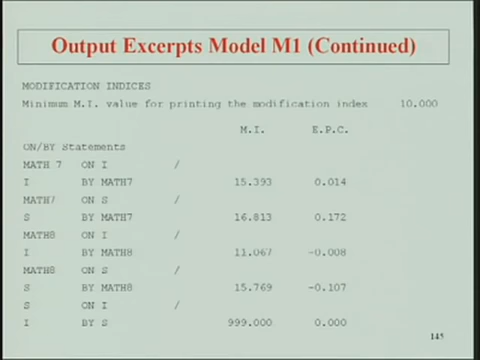 Output Excerpts Model M1 (Continued)
MODIFICATION INDICES
Minimum M.I. value for printing the modification index 10.000
M.I. E.P.C.
ON/BY Statements
MATH 7 ON I /
I BY MATH7 15.393 0.014
MATH7 ON S /
S BY MATH7 16.813 0.172
MATH8 ON I /
I BY MATH8 11.067 -0.008
MATH8 ON S /
S BY MATH8 15.769 -0.107
S ON I /
I BY S 999.000 0.000
145